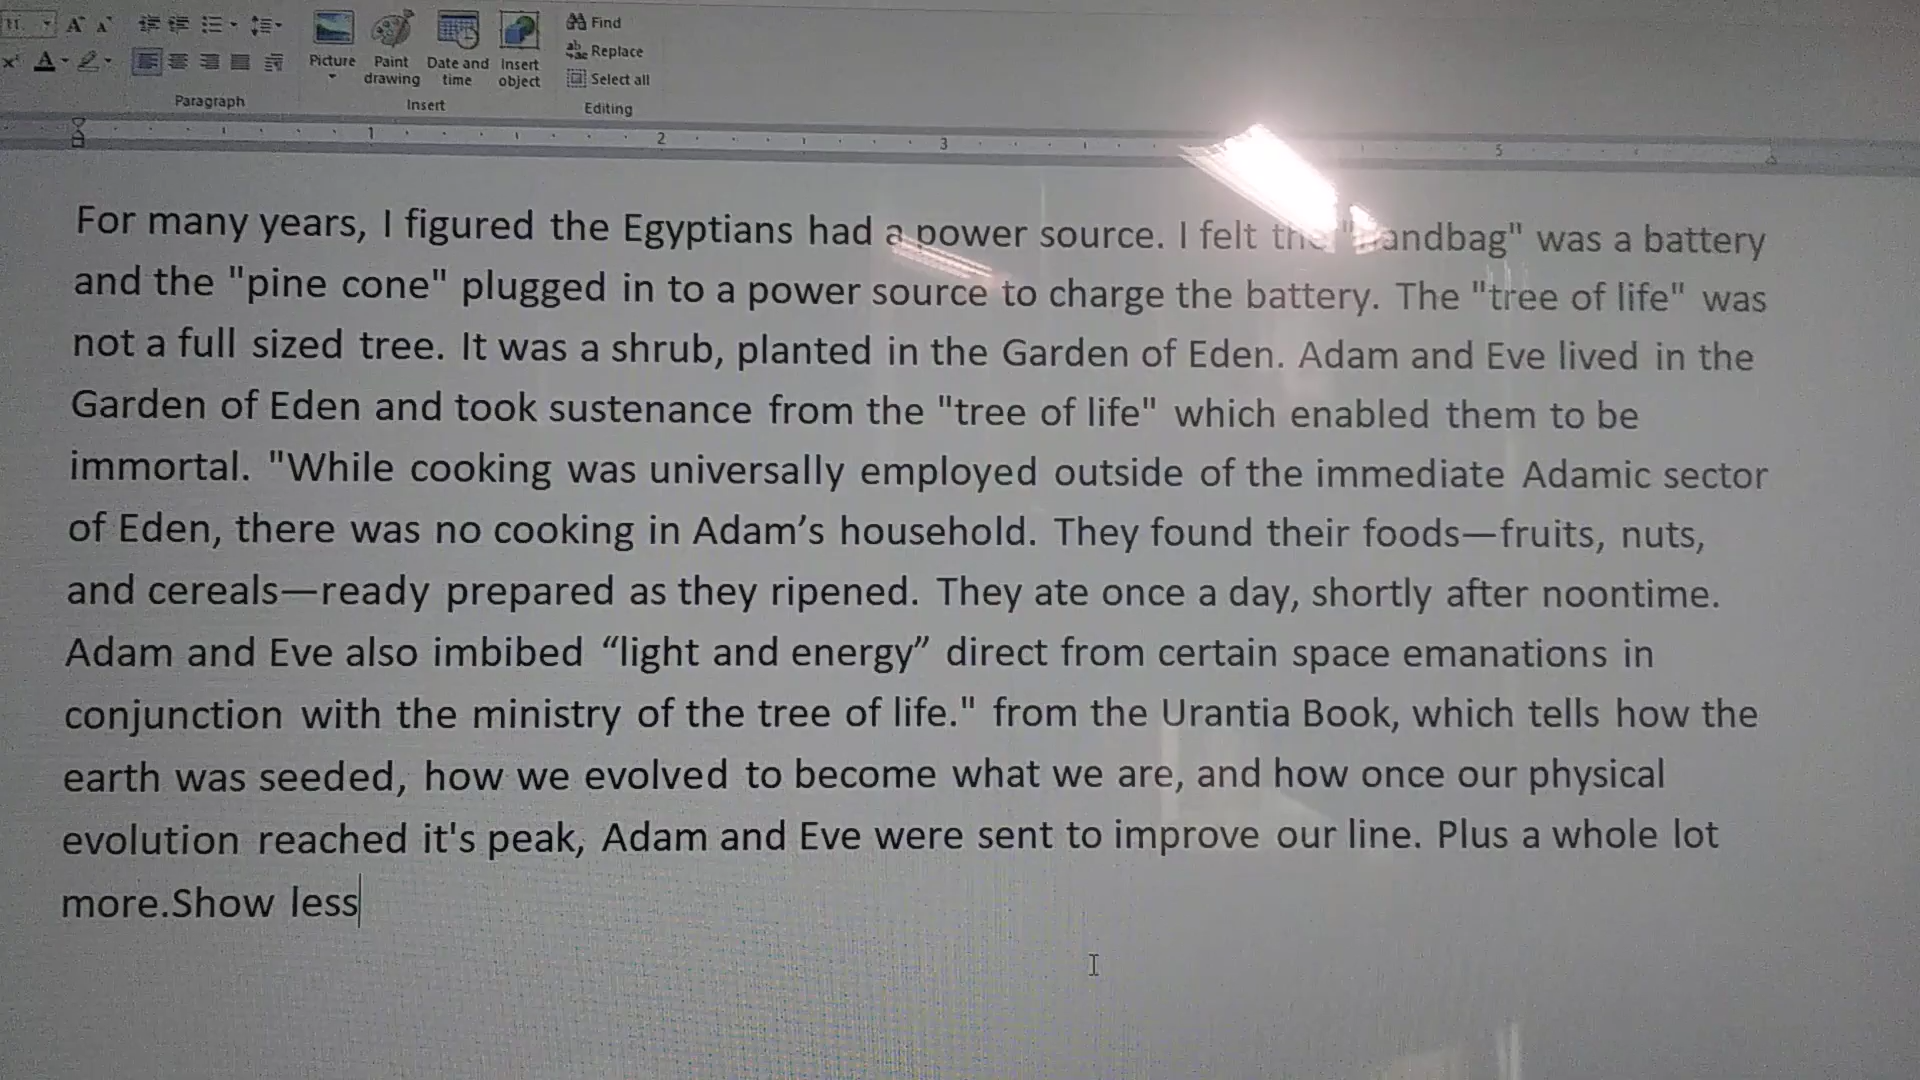 Find
Replace
Select all
Picture
Paint drawing
Date and time
Insert object
Paragraph
Insert
Editing
1 2 3 5
For many years, I figured the Egyptians had a power source. I felt the "handbag" was a battery
and the "pine cone" plugged in to a power source to charge the battery. The "tree of life" was
not a full sized tree. It was a shrub, planted in the Garden of Eden. Adam and Eve lived in the
Garden of Eden and took sustenance from the "tree of life" which enabled them to be
immortal. "While cooking was universally employed outside of the immediate Adamic sector
of Eden, there was no cooking in Adam’s household. They found their foods—fruits, nuts,
and cereals—ready prepared as they ripened. They ate once a day, shortly after noontime.
Adam and Eve also imbibed “light and energy” direct from certain space emanations in
conjunction with the ministry of the tree of life." from the Urantia Book, which tells how the
earth was seeded, how we evolved to become what we are, and how once our physical
evolution reached it's peak, Adam and Eve were sent to improve our line. Plus a whole lot
more.Show less